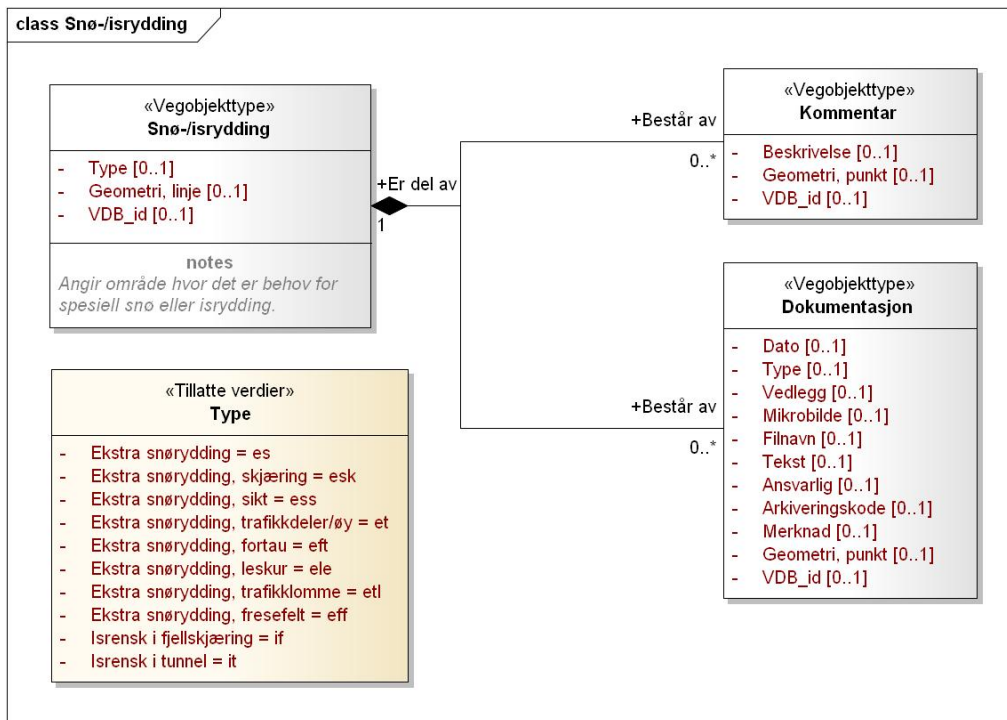 class Snø-/isrydding
«Vegobjekttype»
Snø-/isrydding
- Type [0..1]
- Geometri, linje [0..1]
- VDB_id [0..1]
notes
Angir område hvor det er behov for
spesiell snø eller isrydding.
+Er del av
1
+Består av
0..*
«Vegobjekttype»
Kommentar
- Beskrivelse [0..1]
- Geometri, punkt [0..1]
- VDB_id [0..1]
+Består av
0..*
«Vegobjekttype»
Dokumentasjon
- Dato [0..1]
- Type [0..1]
- Vedlegg [0..1]
- Mikrobilde [0..1]
- Filnavn [0..1]
- Tekst [0..1]
- Ansvarlig [0..1]
- Arkiveringskode [0..1]
- Merknad [0..1]
- Geometri, punkt [0..1]
- VDB_id [0..1]
«Tillatte verdier»
Type
- Ekstra snørydding = es
- Ekstra snørydding, skjæring = esk
- Ekstra snørydding, sikt = ess
- Ekstra snørydding, trafikkdeler/øy = et
- Ekstra snørydding, fortau = eft
- Ekstra snørydding, leskur = ele
- Ekstra snørydding, trafikklomme = etl
- Ekstra snørydding, fresefelt = eff
- Isrensk i fjellskjæring = if
- Isrensk i tunnel = it